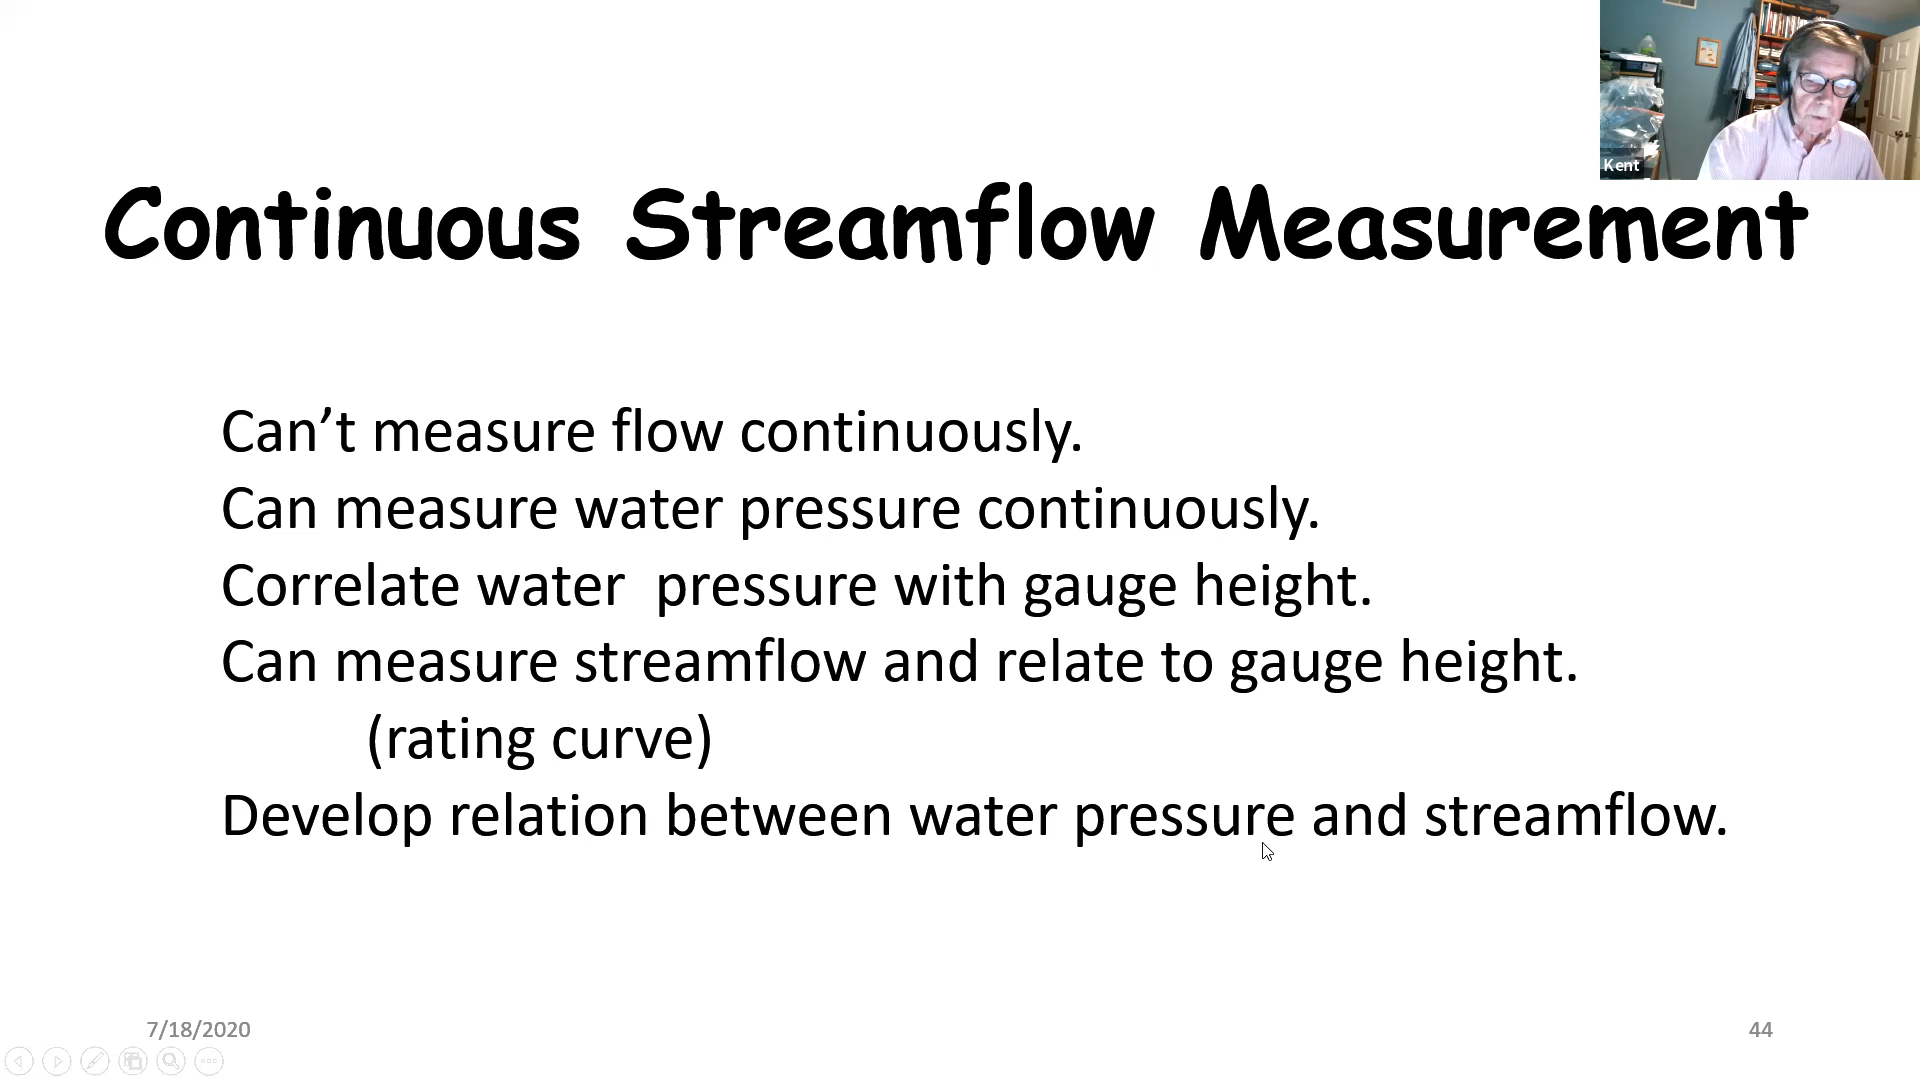 Kent
Continuous Streamflow Measurement
Can’t measure flow continuously.
Can measure water pressure continuously.
Correlate water  pressure with gauge height.
Can measure streamflow and relate to gauge height.
(rating curve)
Develop relation between water pressure and streamflow.
7/18/2020
44